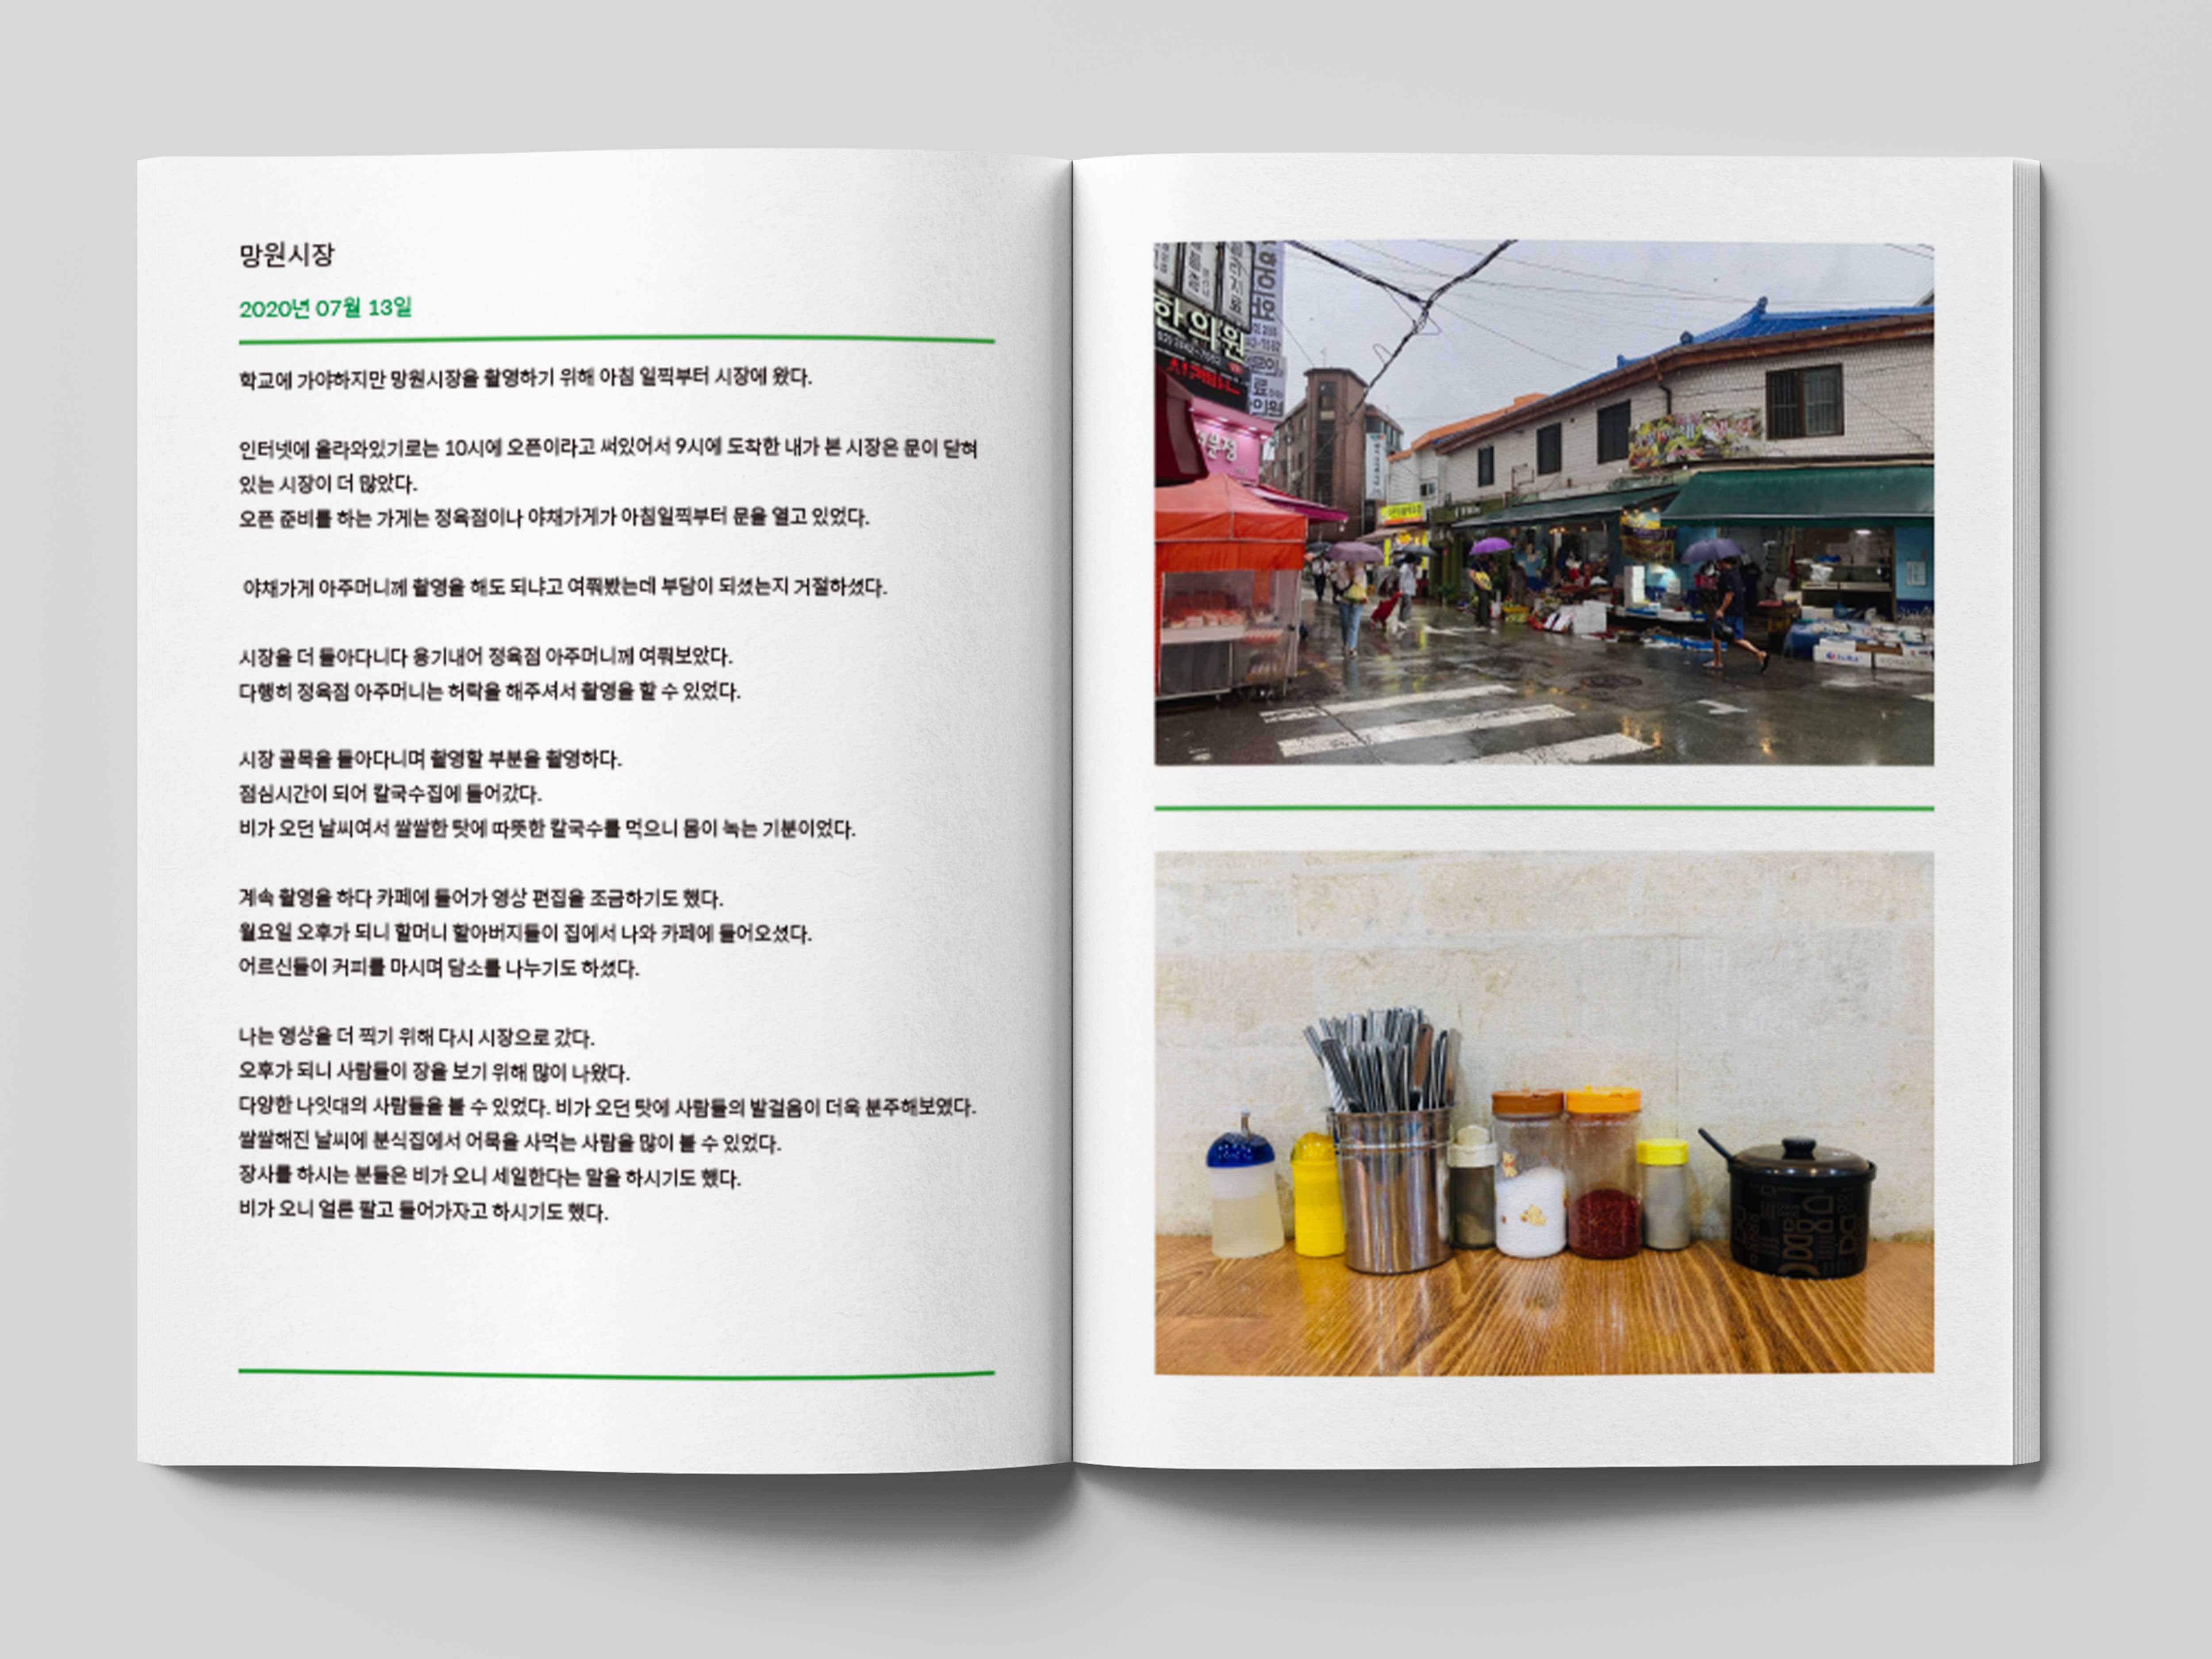 망원시장
2020년 07월 13일
학교에 가야하지만 망원시장을 촬영하기 위해 아침 일찍부터 시장에 왔다.
인터넷에 올라와있기로는 10시에 오픈이라고 써있어서 9시에 도착한 내가 본 시장은 문이 닫혀
있는 시장이 더 많았다.
오픈 준비를 하는 가게는 정육점이나 야채가게가 아침일찍부터 문을 열고 있었다.
야채가게 아주머니께 촬영을 해도 되냐고 여쭤봤는데 부담이 되셨는지 거절하셨다.
시장을 더 돌아다니다 용기내어 정육점 아주머니께 여쭤보았다.
다행히 정육점 아주머니는 허락을 해주셔서 촬영을 할 수 있었다.
시장 골목을 돌아다니며 촬영할 부분을 촬영하다.
점심시간이 되어 칼국수집에 들어갔다.
비가 오던 날씨여서 쌀쌀한 탓에 따뜻한 칼국수를 먹으니 몸이 녹는 기분이었다.
계속 촬영을 하다 카페에 들어가 영상 편집을 조금하기도 했다.
월요일 오후가 되니 할머니 할아버지들이 집에서 나와 카페에 들어오셨다.
어르신들이 커피를 마시며 담소를 나누기도 하셨다.
나는 영상을 더 찍기 위해 다시 시장으로 갔다.
오후가 되니 사람들이 장을 보기 위해 많이 나왔다.
다양한 나잇대의 사람들을 볼 수 있었다. 비가 오던 탓에 사람들의 발걸음이 더욱 분주해보였다.
쌀쌀해진 날씨에 분식집에서 어묵을 사먹는 사람을 많이 볼 수 있었다.
장사를 하시는 분들은 비가 오니 세일한다는 말을 하시기도 했다.
비가 오니 얼른 팔고 들어가자고 하시기도 했다.
한의원